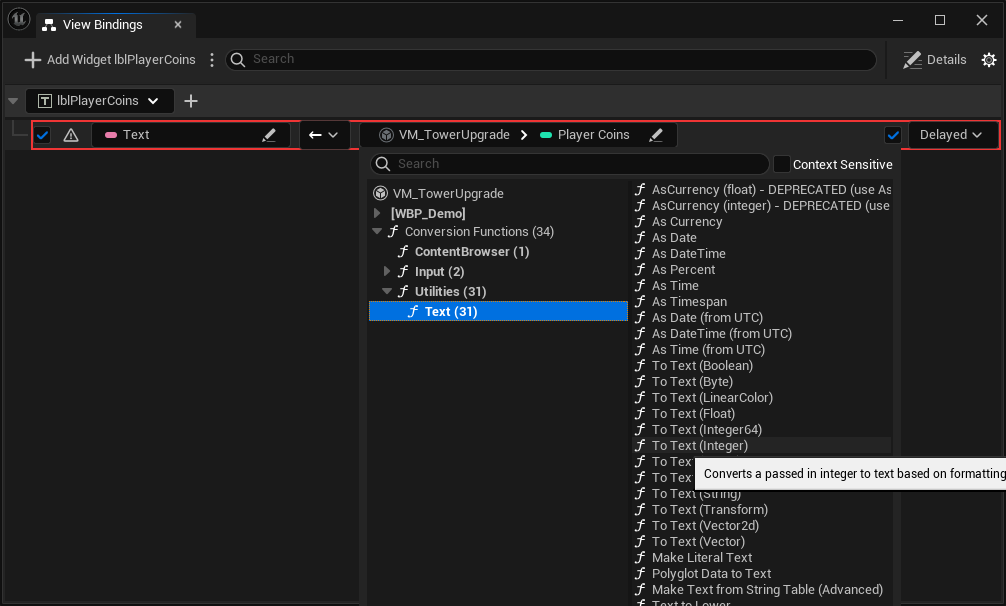 View Bindings
Add Widget lblPlayerCoins
Search
Details
lblPlayerCoins
Text
VM_TowerUpgrade
Player Coins
Delayed
Search
Context Sensitive
VM_TowerUpgrade
[WBP_Demo]
Conversion Functions (34)
ContentBrowser (1)
Input (2)
Utilities (31)
Text (31)
AsCurrency (float) - DEPRECATED (use As
AsCurrency (integer) - DEPRECATED (use
As Currency
As Date
As DateTime
As Percent
As Time
As Timespan
As Date (from UTC)
As DateTime (from UTC)
As Time (from UTC)
To Text (Boolean)
To Text (Byte)
To Text (LinearColor)
To Text (Float)
To Text (Integer64)
To Text (Integer)
To Tex
Converts a passed in integer to text based on formatting
To Tex
To Text (String)
To Text (Transform)
To Text (Vector2d)
To Text (Vector)
Make Literal Text
Polyglot Data to Text
Make Text from String Table (Advanced)
Text to Lower